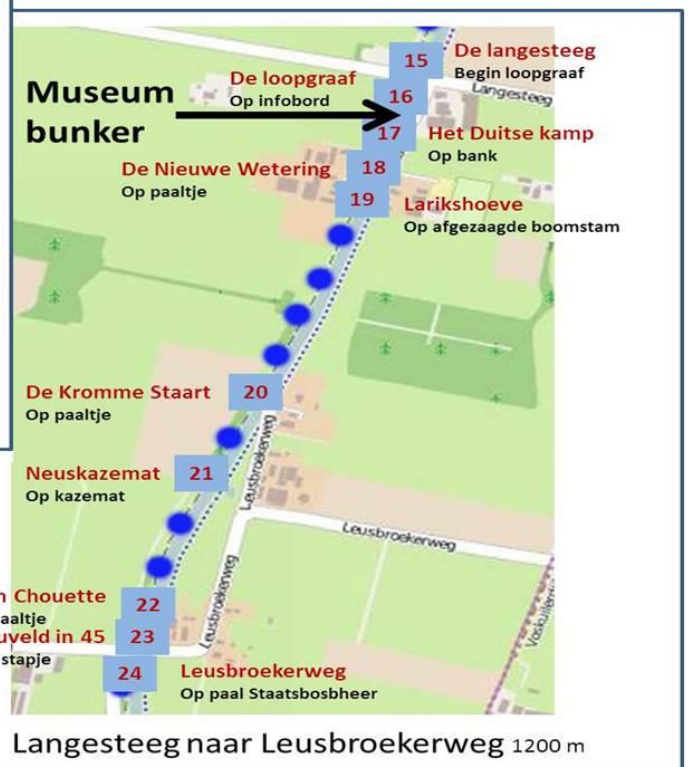 15
De langesteeg
Begin loopgraaf
De loopgraaf
Op infobord
16
Langesteeg
Museum
bunker
17
Het Duitse kamp
Op bank
De Nieuwe Wetering
Op paaltje
18
19
Larikshoeve
Op afgezaagde boomstam
De Kromme Staart
Op paaltje
20
Leusbroekerweg
Neuskazemat
Op kazemat
21
Leusbroekerweg
Leusbroekerweg
n Chouette
aaltje
22
uveld in 45
stapje
23
24
Leusbroekerweg
Op paal Staatsbosbheer
Langesteeg naar Leusbroekerweg 1200 m